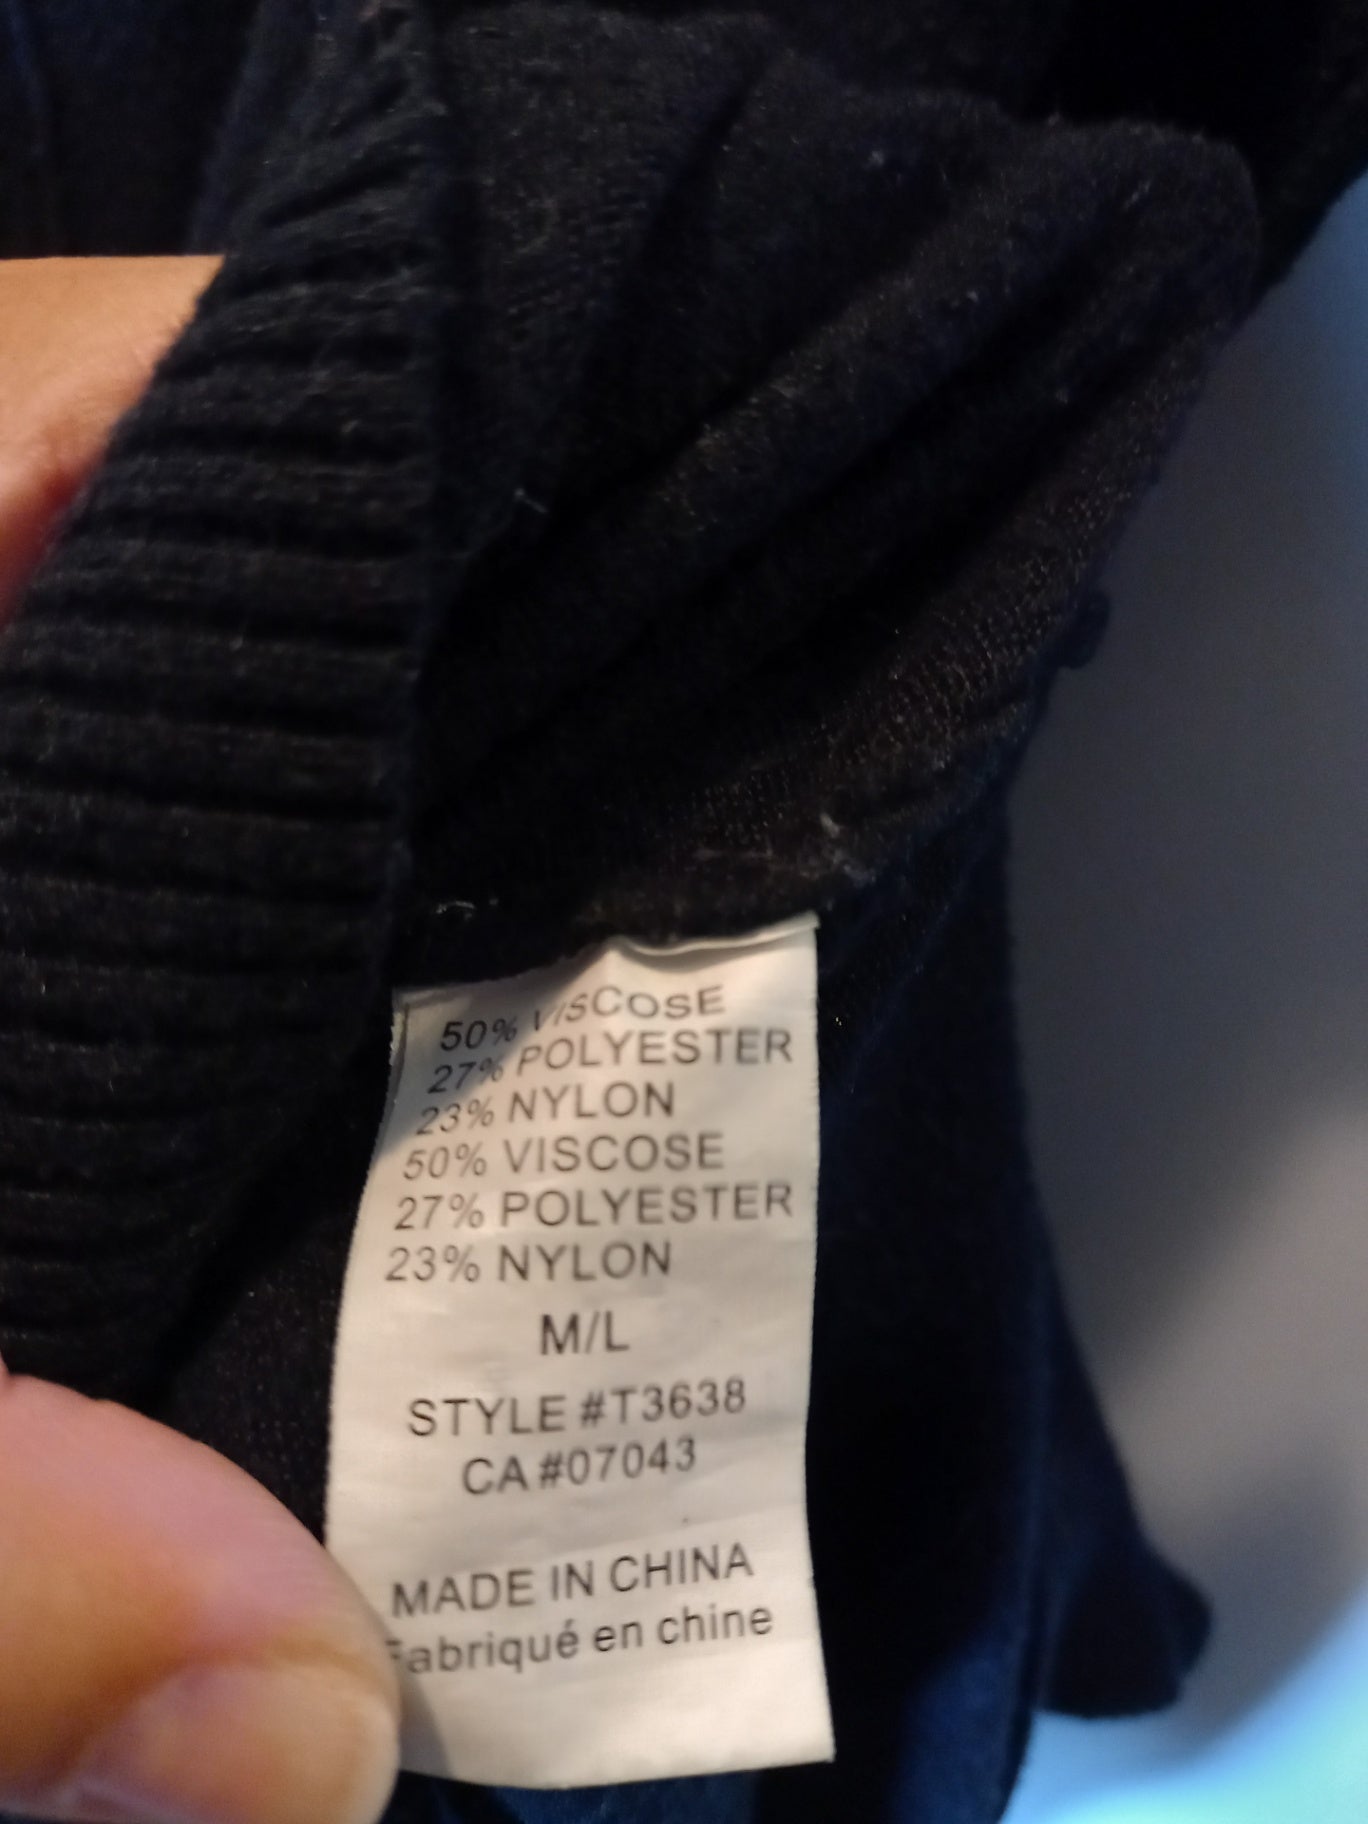 50% VISCOSE
27% POLYESTER
23% NYLON
50% VISCOSE
27% POLYESTER
23% NYLON
M/L
STYLE #T3638
CA #07043
MADE IN CHINA
Fabriqué en chine